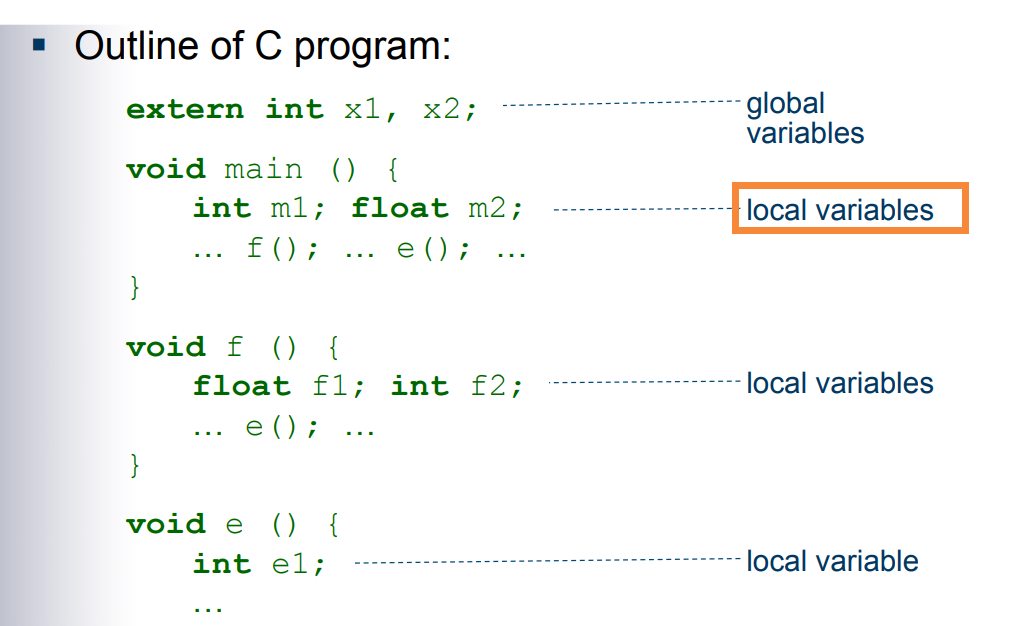 Outline of C program:
extern int x1, x2;
global
variables
void main () {
int m1; float m2;
local variables
… f(); … e(); …
}
void f () {
float f1; int f2;
local variables
… e(); …
}
void e () {
int e1;
local variable
…